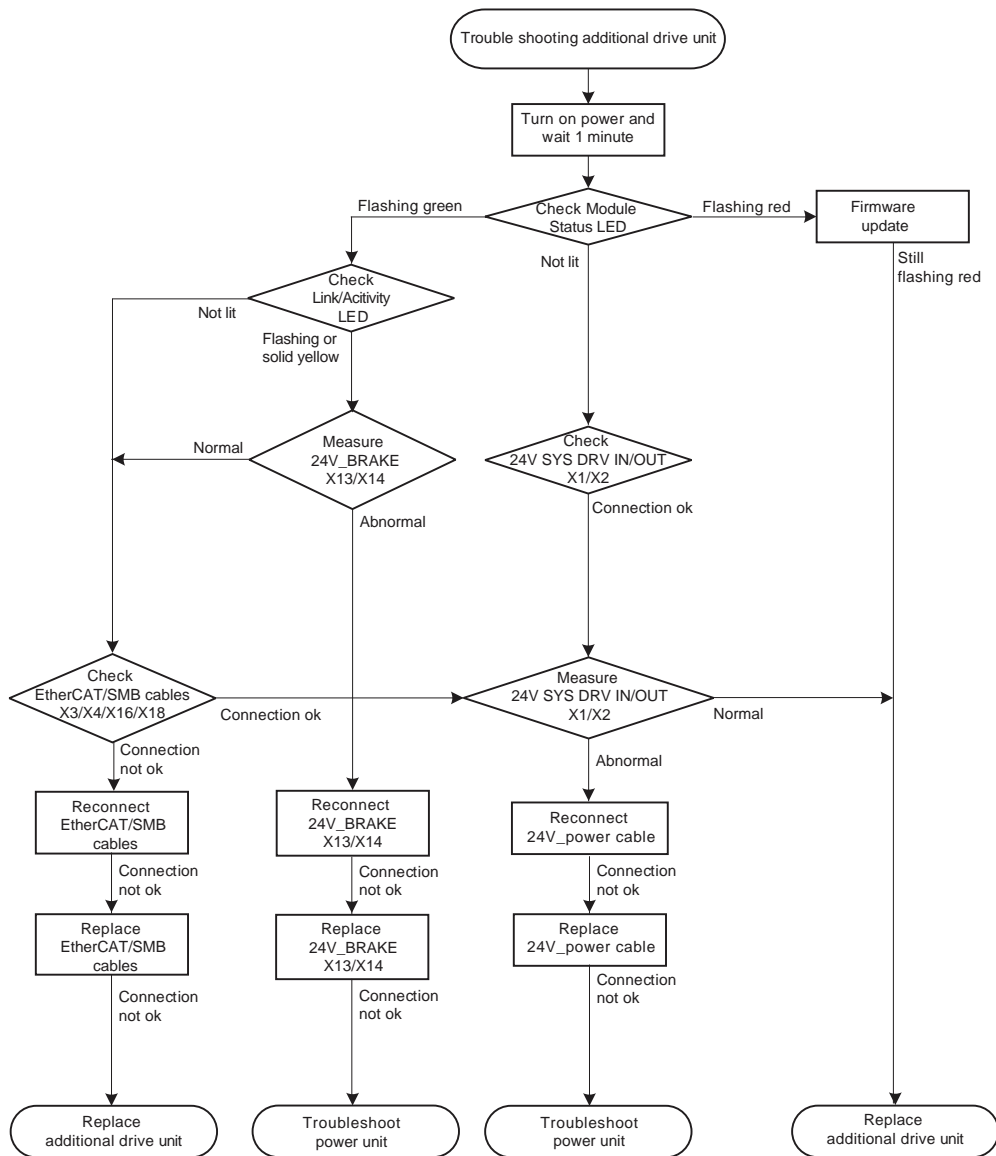 Trouble shooting additional drive unit
Turn on power and
wait 1 minute
Flashing green
Check Module
Status LED
Flashing red
Firmware
update
Not lit
Still
flashing red
Check
Link/Acitivity
LED
Not lit
Flashing or
solid yellow
Normal
Measure
24V_BRAKE
X13/X14
Check
24V SYS DRV IN/OUT
X1/X2
Abnormal
Connection ok
Check
EtherCAT/SMB cables
X3/X4/X16/X18
Connection ok
Measure
24V SYS DRV IN/OUT
X1/X2
Normal
Connection
not ok
Abnormal
Reconnect
EtherCAT/SMB
cables
Reconnect
24V_BRAKE
X13/X14
Reconnect
24V_power cable
Connection
not ok
Connection
not ok
Connection
not ok
Replace
EtherCAT/SMB
cables
Replace
24V_BRAKE
X13/X14
Replace
24V_power cable
Connection
not ok
Connection
not ok
Connection
not ok
Replace
additional drive unit
Troubleshoot
power unit
Troubleshoot
power unit
Replace
additional drive unit